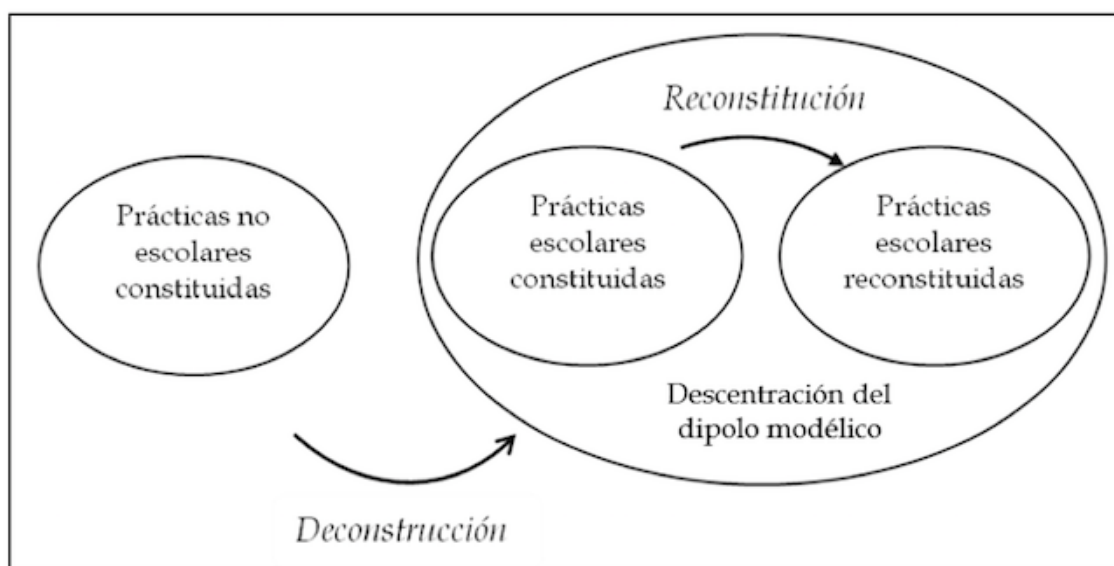 Reconstitución
Prácticas no
escolares
constituidas
Prácticas
escolares
constituidas
Prácticas
escolares
reconstituidas
Descentración del
dipolo modélico
Deconstrucción